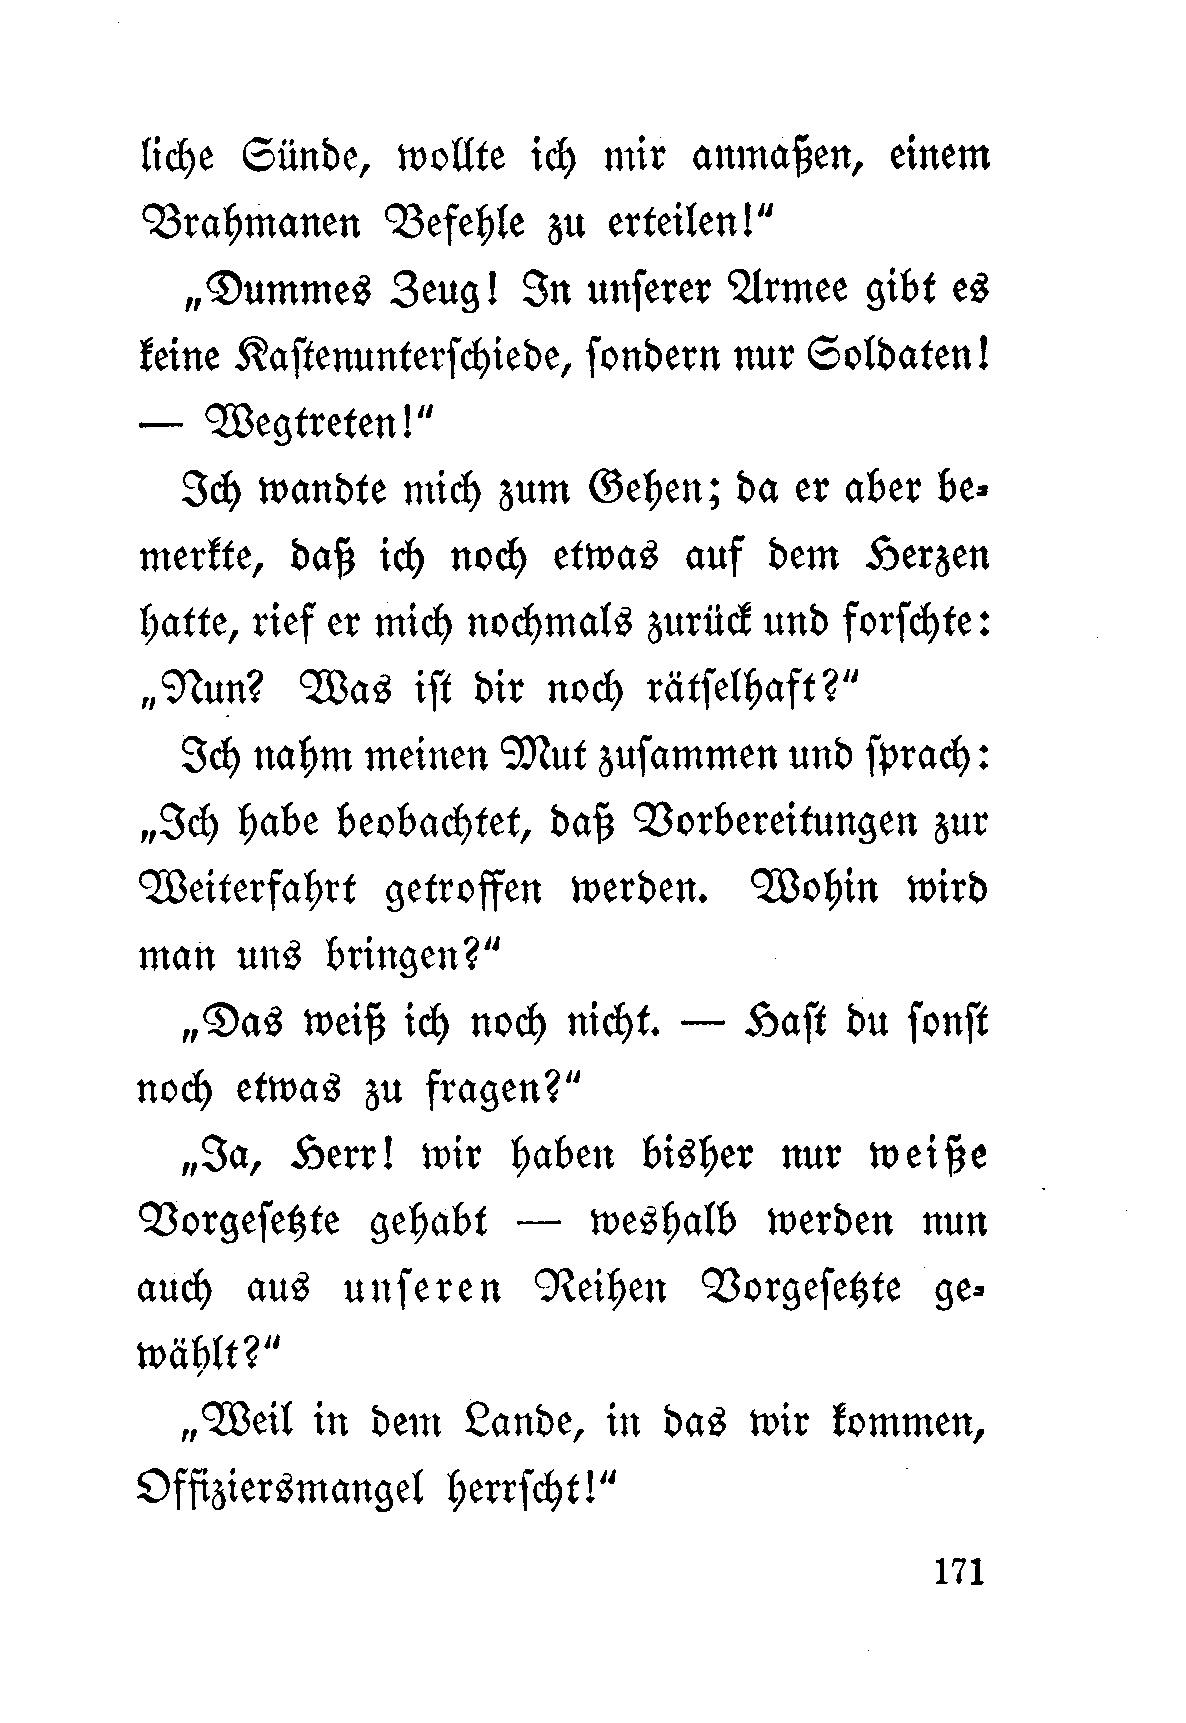 liche Sünde, wollte ich mir anmaßen, einem
Brahmanen Befehle zu erteilen!“
„Dummes Zeug! In unſerer Armee gibt es
keine Kaſtenunterſchiede, ſondern nur Soldaten!
— Wegtreten!“
Ich wandte mich zum Gehen; da er aber be-
merkte, daß ich noch etwas auf dem Herzen
hatte, rief er mich nochmals zurück und forſchte:
„Nun? Was iſt dir noch rätſelhaft?“
Ich nahm meinen Mut zuſammen und ſprach:
„Ich habe beobachtet, daß Vorbereitungen zur
Weiterfahrt getroffen werden. Wohin wird
man uns bringen?“
„Das weiß ich noch nicht. — Haſt du ſonſt
noch etwas zu fragen?“
„Ja, Herr! wir haben bisher nur weiße
Vorgeſetzte gehabt — weshalb werden nun
auch aus unſeren Reihen Vorgeſetzte ge-
wählt?“
„Weil in dem Lande, in das wir kommen,
Offiziersmangel herrſcht!“
171